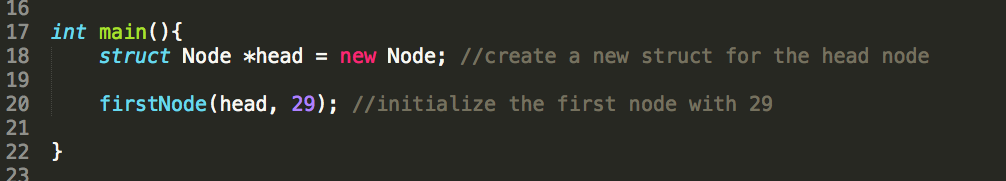 16
17 int main(){
18 struct Node *head = new Node; //create a new struct for the head node
19
20 firstNode(head, 29); //initialize the first node with 29
21
22 }
23